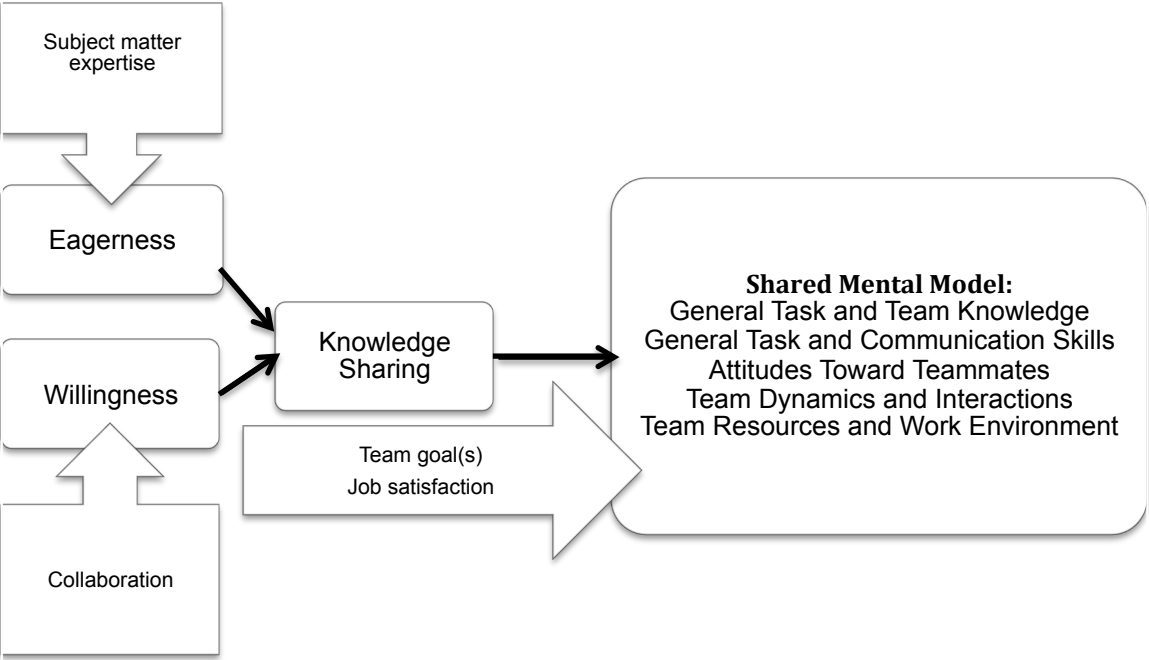 Subject matter
expertise
Eagerness
Willingness
Collaboration
Knowledge
Sharing
Team goal(s)
Job satisfaction
Shared Mental Model:
General Task and Team Knowledge
General Task and Communication Skills
Attitudes Toward Teammates
Team Dynamics and Interactions
Team Resources and Work Environment